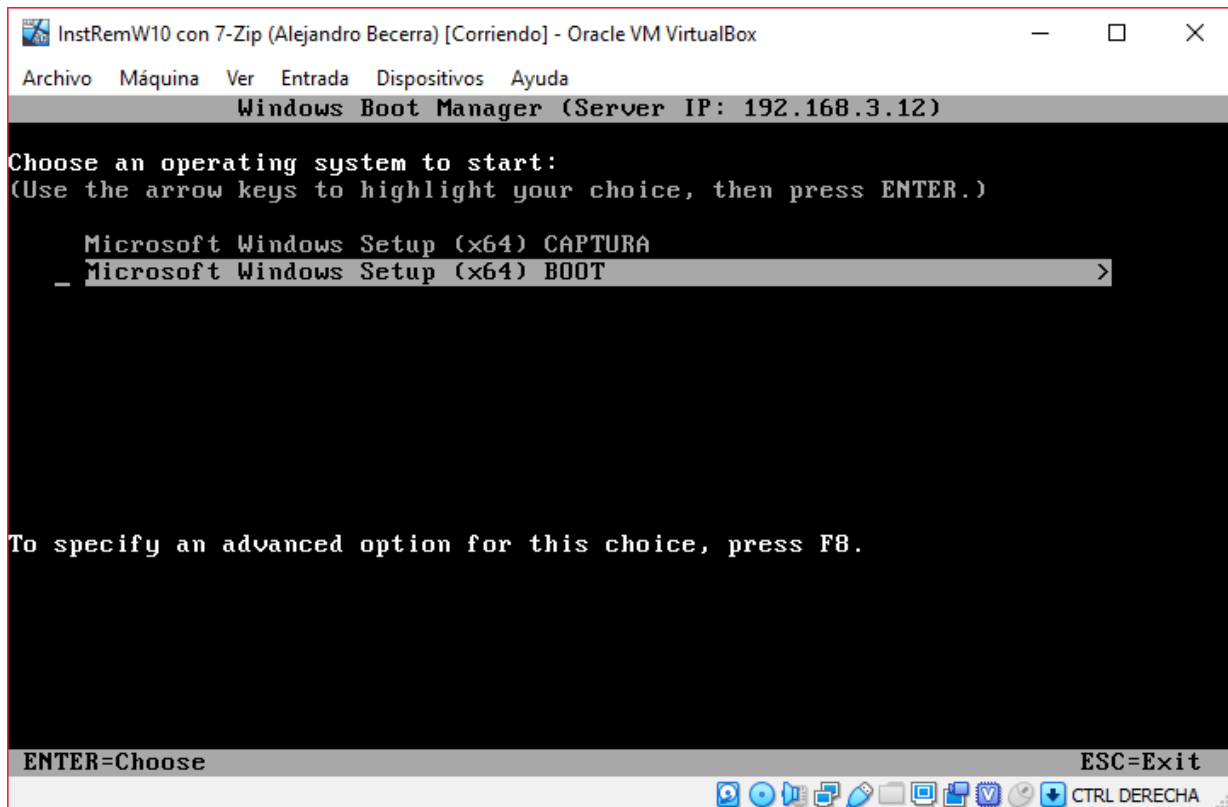 InstRemW10 con 7-Zip (Alejandro Becerra) [Corriendo] - Oracle VM VirtualBox
Archivo Máquina Ver Entrada Dispositivos Ayuda
Windows Boot Manager (Server IP: 192.168.3.12)
Choose an operating system to start:
(Use the arrow keys to highlight your choice, then press ENTER.)
Microsoft Windows Setup (x64) CAPTURA
_ Microsoft Windows Setup (x64) BOOT >
To specify an advanced option for this choice, press F8.
ENTER=Choose ESC=Exit
CTRL DERECHA